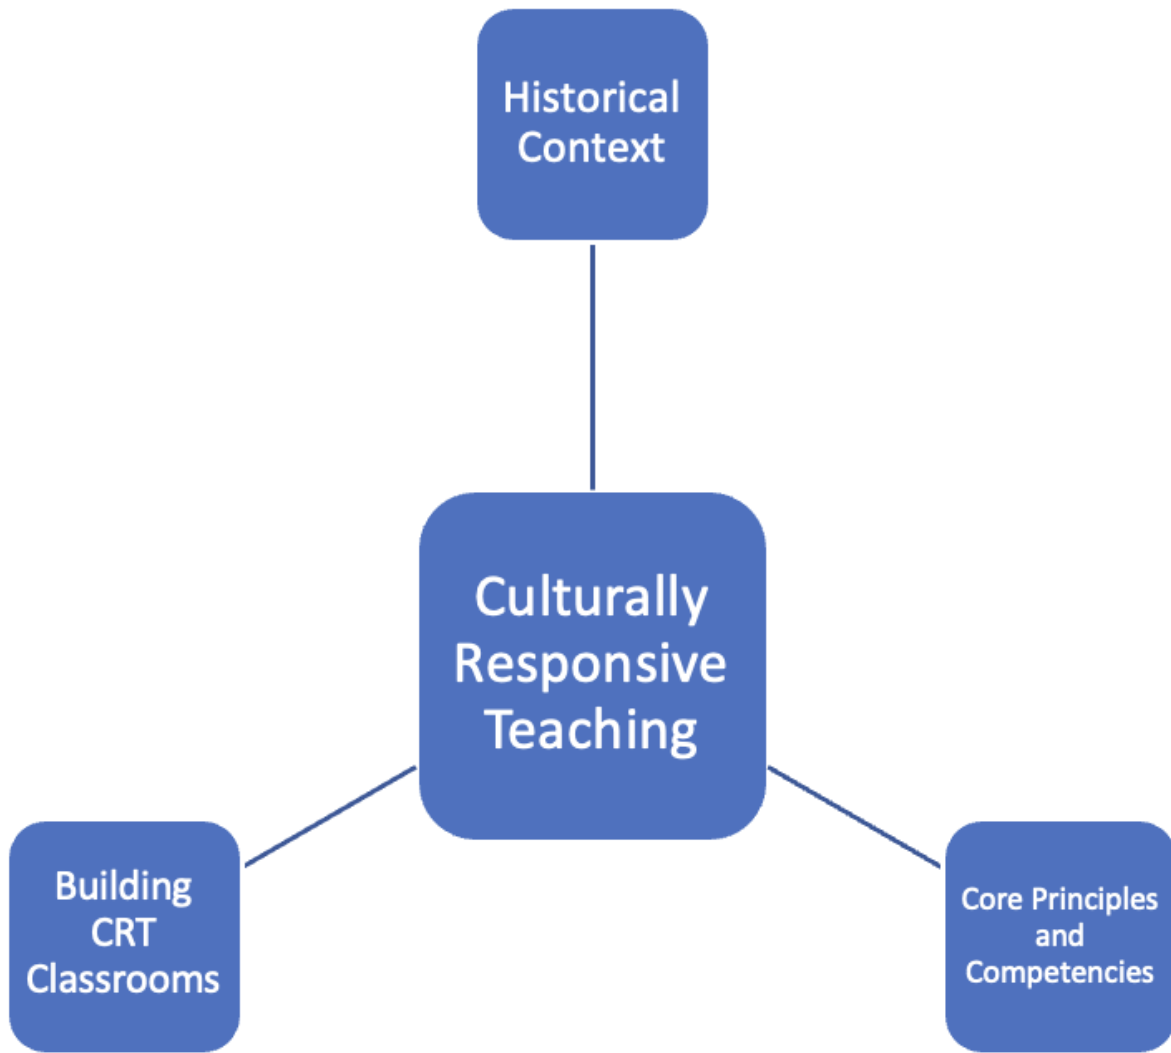 Historical
Context
Culturally
Responsive
Teaching
Building
CRT
Classrooms
Core Principles
and
Competencies